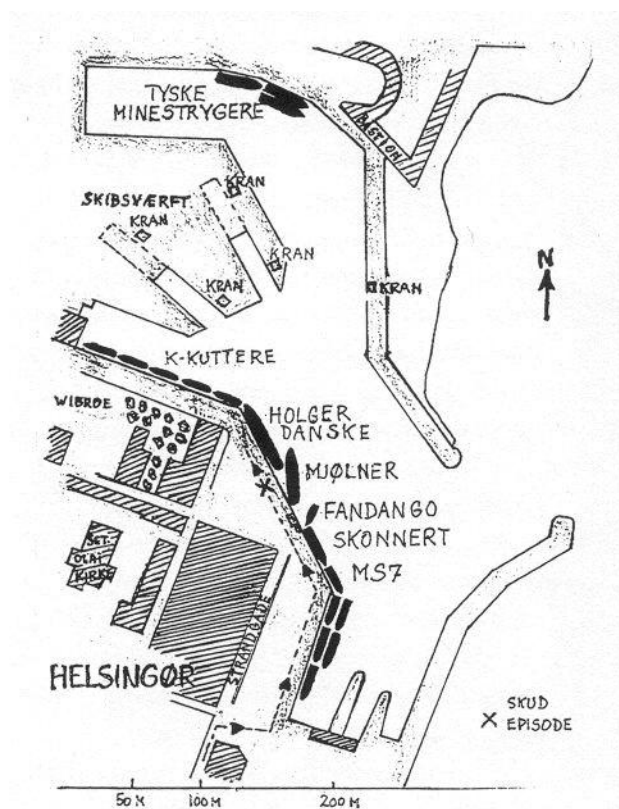 TYSKE
MINESTRYGERE
BASTION
KRAN
SKIBSVÆRFT
KRAN
KRAN
KRAN
KRAN
N
K-KUTTERE
WIBROE
HOLGER
DANSKE
MJØLNER
FANDANGO
SKONNERT
MS7
SCT.
OLAI
KIRKE
STRANDGADE
HELSINGØR
X SKUD
EPISODE
50 M 100 M 200 M